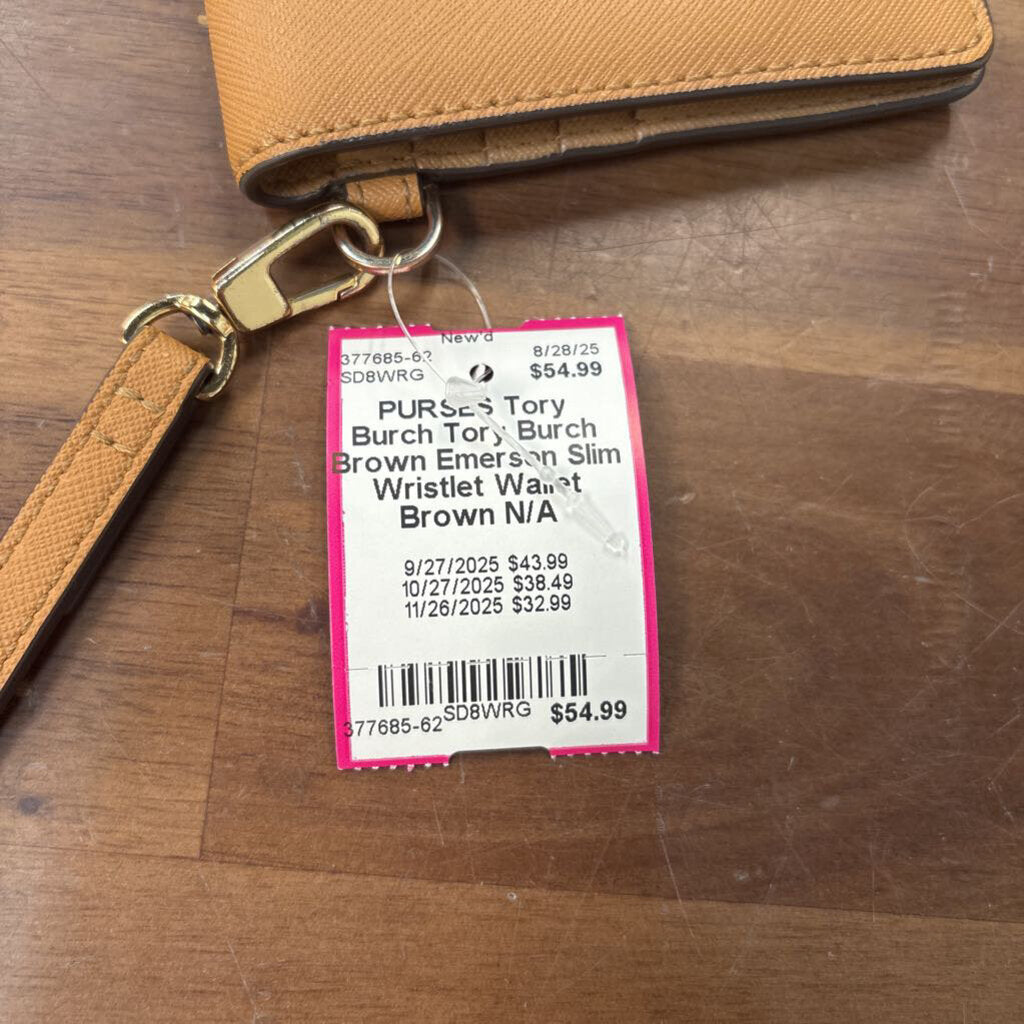 New'd
377685-62 8/28/25
SD8WRG $54.99
PURSES Tory
Burch Tory Burch
Brown Emerson Slim
Wristlet Wallet
Brown N/A
9/27/2025 $43.99
10/27/2025 $38.49
11/26/2025 $32.99
377685-62 SD8WRG $54.99